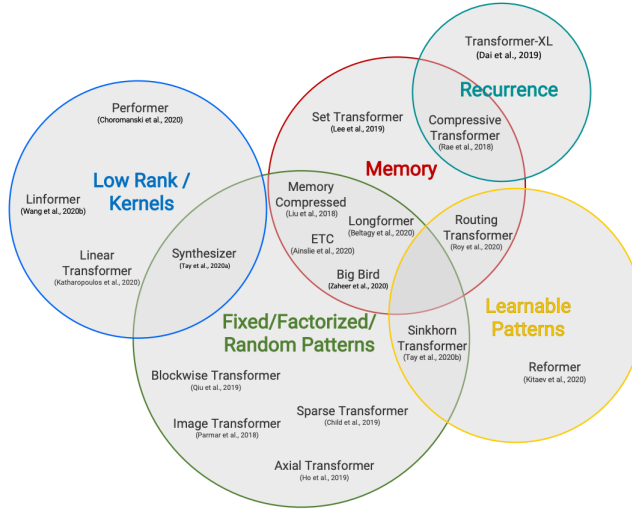 Transformer-XL
(Dai et al., 2019)
Recurrence
Performer
(Choromanski et al., 2020)
Set Transformer
(Lee et al., 2019)
Compressive
Transformer
(Rae et al., 2018)
Memory
Low Rank /
Kernels
Linformer
(Wang et al., 2020b)
Memory
Compressed
(Liu et al., 2018)
Longformer
(Beltagy et al., 2020)
Routing
Transformer
(Roy et al., 2020)
ETC
(Ainslie et al., 2020)
Linear
Transformer
(Katharopoulos et al., 2020)
Synthesizer
(Tay et al., 2020a)
Big Bird
(Zaheer et al., 2020)
Learnable
Patterns
Fixed/Factorized/
Random Patterns
Sinkhorn
Transformer
(Tay et al., 2020b)
Reformer
(Kitaev et al., 2020)
Blockwise Transformer
(Qiu et al., 2019)
Image Transformer
(Parmar et al., 2018)
Sparse Transformer
(Child et al., 2019)
Axial Transformer
(Ho et al., 2019)